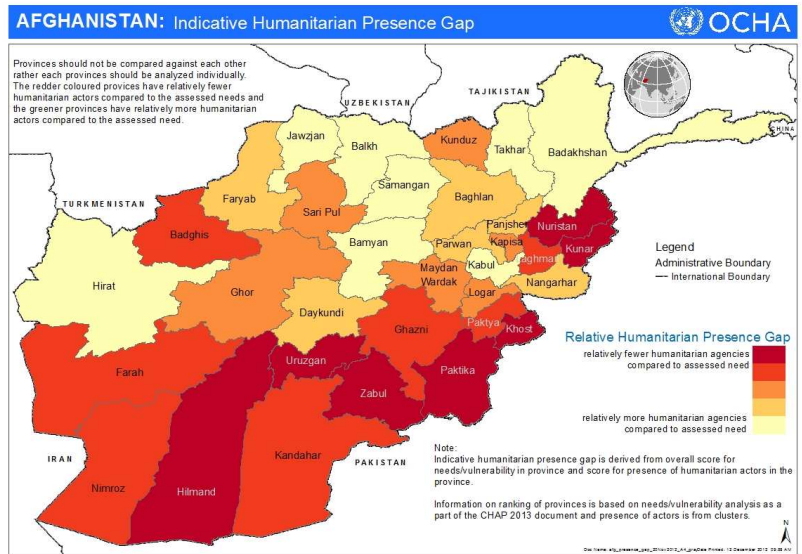 AFGHANISTAN: Indicative Humanitarian Presence Gap
OCHA
Provinces should not be compared against each other
rather each provinces should be analyzed individually.
The redder coloured provices have relatively fewer
humanitarian actors compared to the assessed needs and
the greener provinces have relatively more humanitarian
actors compared to the assessed need.
UZBEKISTAN
TAJIKISTAN
CHINA
TURKMENISTAN
Jawzjan
Balkh
Kunduz
Takhar
Badakhshan
Samangan
Faryab
Sari Pul
Baghlan
Badghis
Panjsher
Nuristan
Bamyan
Parwan
Kapisa
Kunar
Laghman
Kabul
Hirat
Ghor
Maydan
Wardak
Logar
Nangarhar
Daykundi
Ghazni
Paktya
Khost
Uruzgan
Farah
Paktika
Zabul
Kandahar
Nimroz
Hilmand
IRAN
PAKISTAN
Legend
Administrative Boundary
International Boundary
Relative Humanitarian Presence Gap
relatively fewer humanitarian agencies
compared to assessed need
relatively more humanitarian agencies
compared to assessed need
Note:
Indicative humanitarian presence gap is derived from overall score for
needs/vulnerability in province and score for presence of humanitarian actors in the
province.
Information on ranking of provinces is based on needs/vulnerability analysis as a
part of the CHAP 2013 document and presence of actors is from clusters.
N